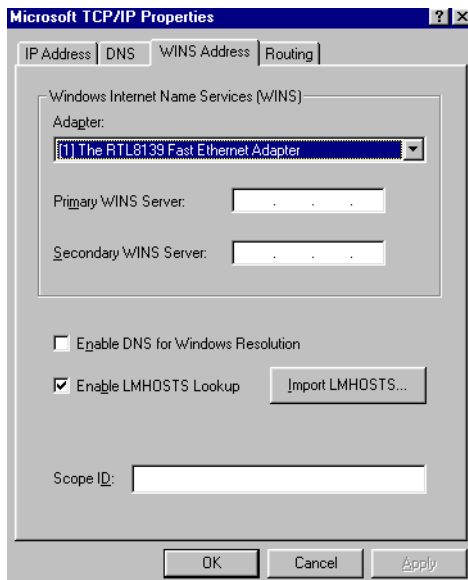 Microsoft TCP/IP Properties ? ×
IP Address DNS WINS Address Routing
Windows Internet Name Services (WINS)
Adapter:
[1] The RTL8139 Fast Ethernet Adapter
Primary WINS Server: . . .
Secondary WINS Server: . . .
Enable DNS for Windows Resolution
Enable LMHOSTS Lookup Import LMHOSTS...
Scope ID:
OK Cancel Apply